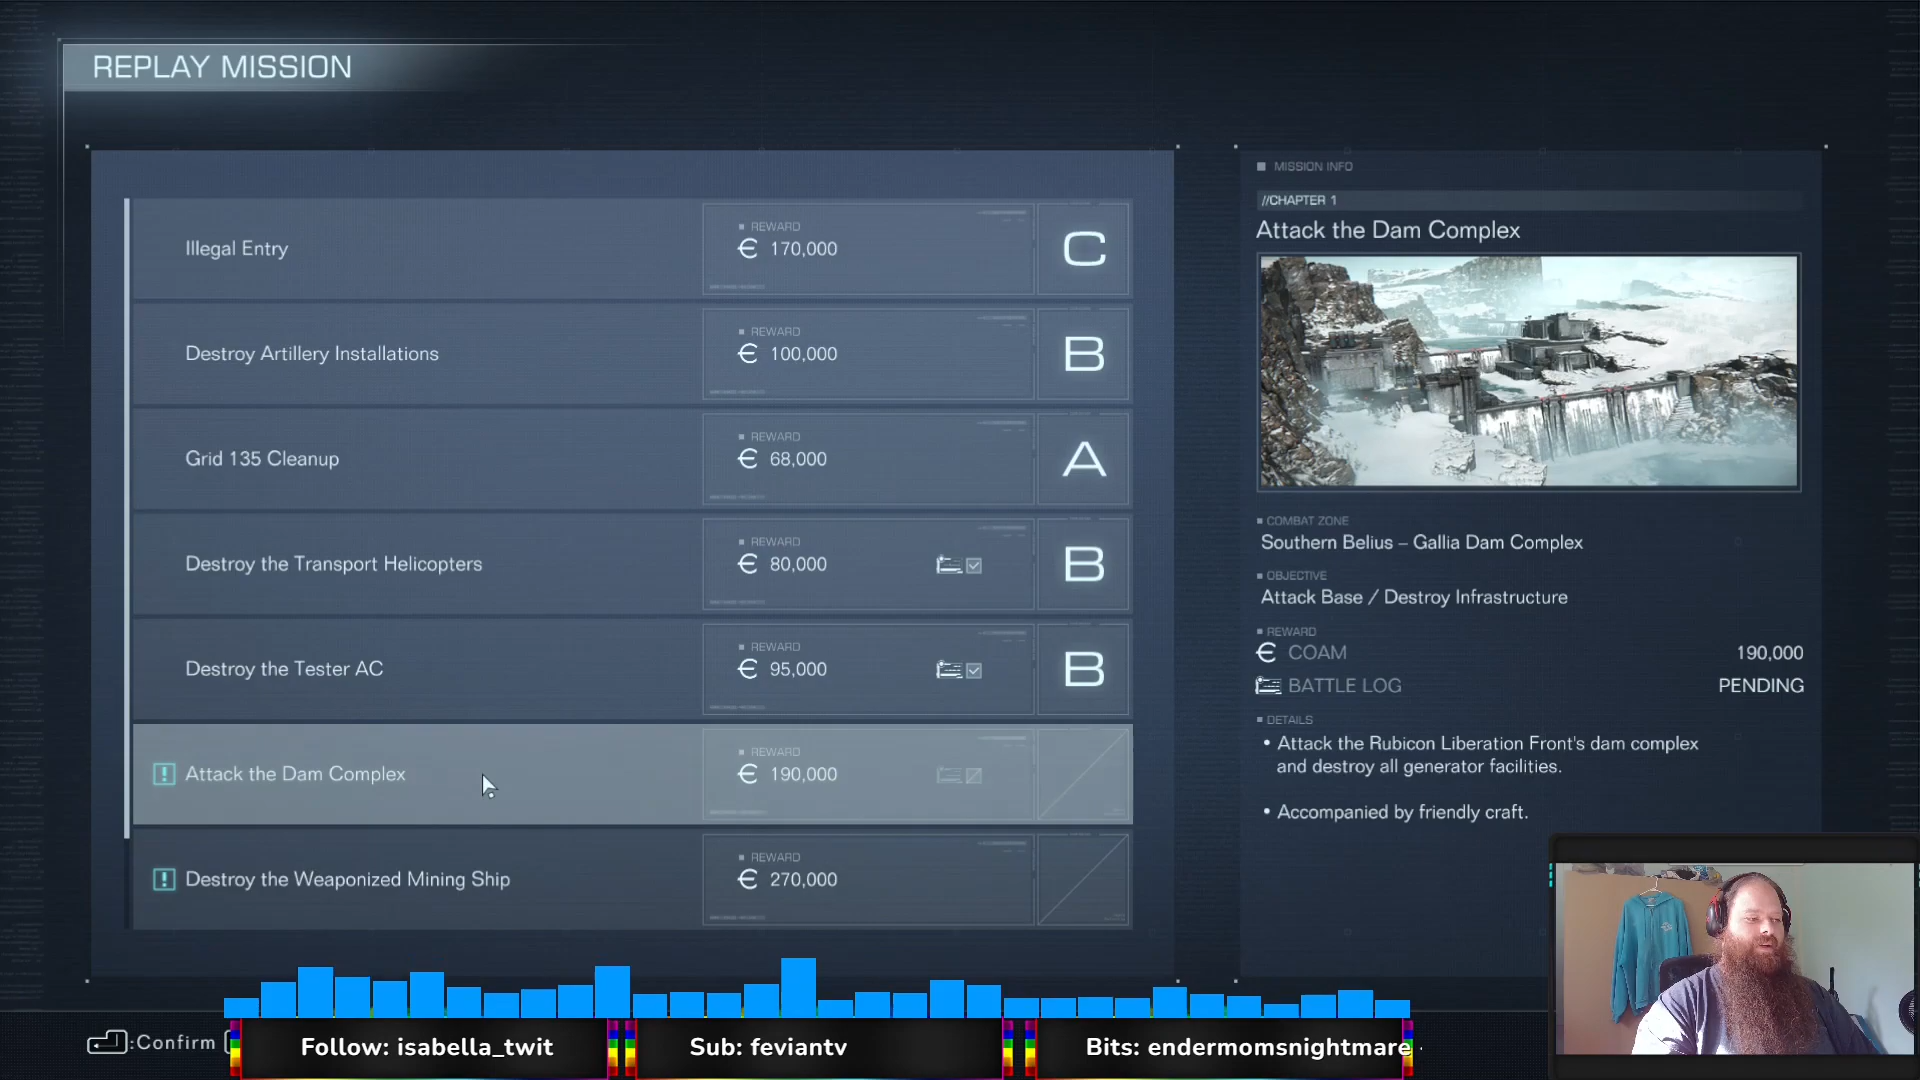 REPLAY MISSION
Illegal Entry
REWARD
170,000
C
Destroy Artillery Installations
REWARD
100,000
B
Grid 135 Cleanup
REWARD
68,000
A
Destroy the Transport Helicopters
REWARD
80,000
B
Destroy the Tester AC
REWARD
95,000
B
Attack the Dam Complex
REWARD
190,000
Destroy the Weaponized Mining Ship
REWARD
270,000
MISSION INFO
//CHAPTER 1
Attack the Dam Complex
COMBAT ZONE
Southern Belius – Gallia Dam Complex
OBJECTIVE
Attack Base / Destroy Infrastructure
REWARD
COAM 190,000
BATTLE LOG PENDING
DETAILS
• Attack the Rubicon Liberation Front's dam complex
and destroy all generator facilities.
• Accompanied by friendly craft.
:Confirm
Follow: isabella_twit
Sub: feviantv
Bits: endermomsnightmare